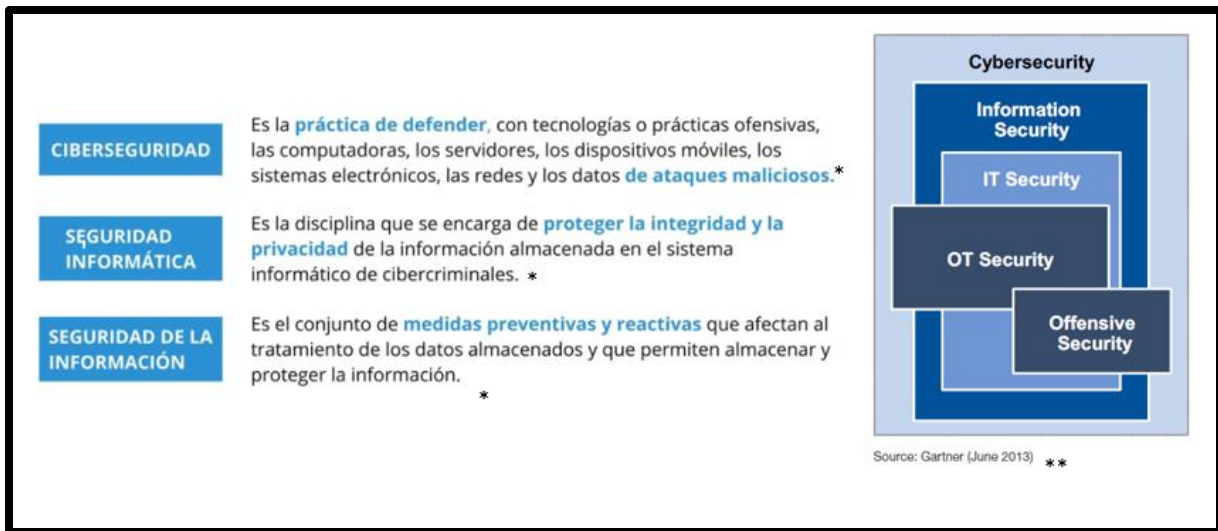 CIBERSEGURIDAD
Es la práctica de defender, con tecnologías o prácticas ofensivas,
las computadoras, los servidores, los dispositivos móviles, los
sistemas electrónicos, las redes y los datos de ataques maliciosos.*
SEGURIDAD
INFORMÁTICA
Es la disciplina que se encarga de proteger la integridad y la
privacidad de la información almacenada en el sistema
informático de cibercriminales. *
SEGURIDAD DE LA
INFORMACIÓN
Es el conjunto de medidas preventivas y reactivas que afectan al
tratamiento de los datos almacenados y que permiten almacenar y
proteger la información.
*
Cybersecurity
Information
Security
IT Security
OT Security
Offensive
Security
Source: Gartner (June 2013) **